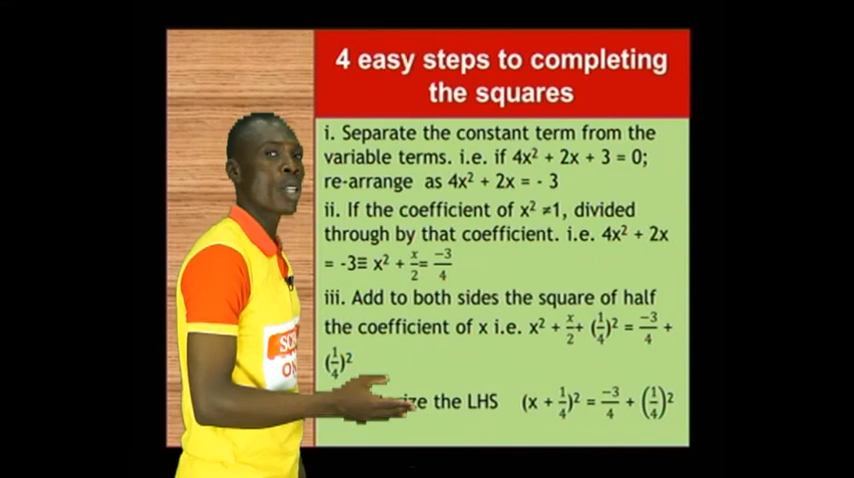 4 easy steps to completing
the squares
i. Separate the constant term from the
variable terms. i.e. if 4x² + 2x + 3 = 0;
re-arrange as 4x² + 2x = - 3
ii. If the coefficient of x² ≠1, divided
through by that coefficient. i.e. 4x² + 2x
= -3≡ x² + x/2 = -3/4
iii. Add to both sides the square of half
the coefficient of x i.e. x² + x/2 + (1/4)² = -3/4 +
(1/4)²
the LHS (x + 1/4)² = -3/4 + (1/4)²